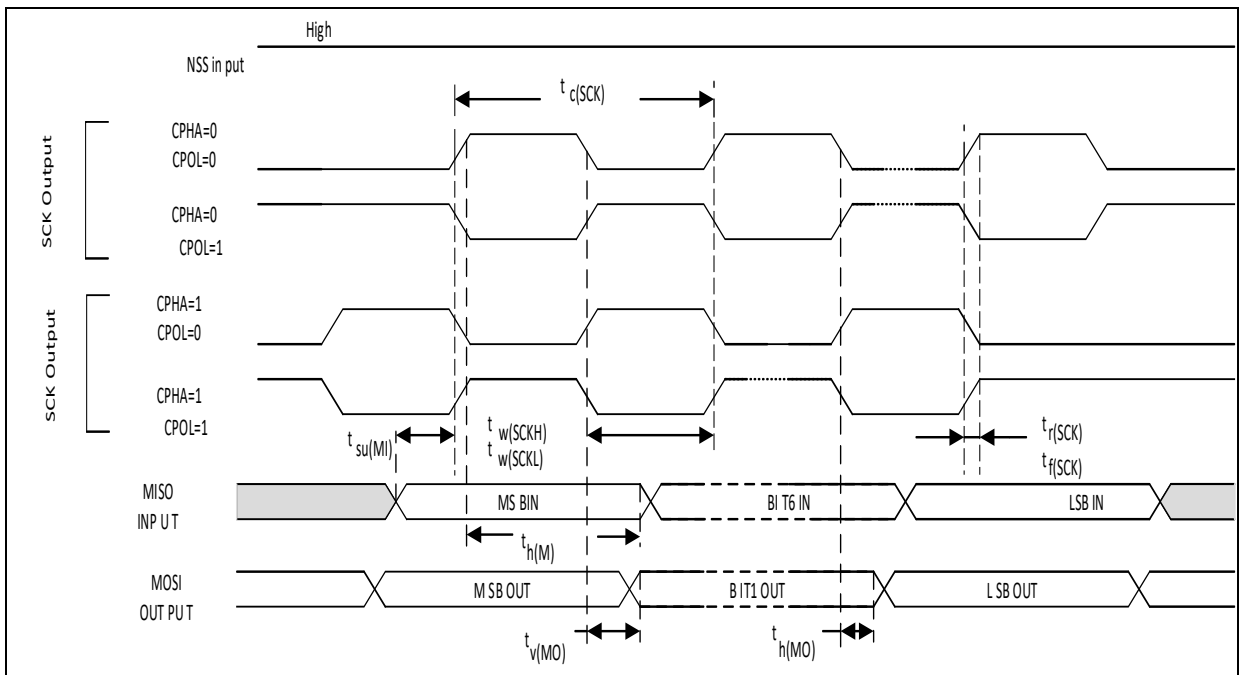 High
NSS in put
t c(SCK)
SCK Output
CPHA=0
CPOL=0
CPHA=0
CPOL=1
SCK Output
CPHA=1
CPOL=0
CPHA=1
CPOL=1
t su(MI)
t w(SCKH)
t w(SCKL)
t r(SCK)
t f(SCK)
MISO
INP U T
MS BIN
BI T6 IN
LSB IN
t h(M)
MOSI
OUT PU T
M SB OUT
B IT1 OUT
L SB OUT
t v(MO)
t h(MO)